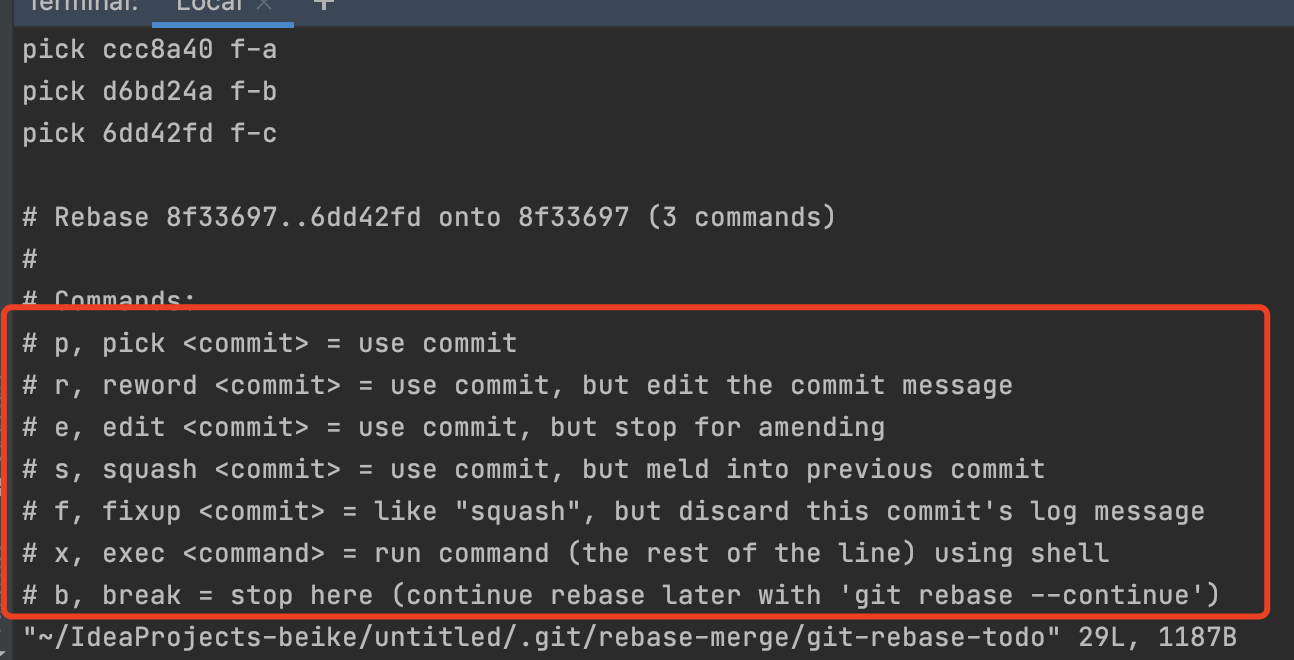 Terminal: Local × +
pick ccc8a40 f-a
pick d6bd24a f-b
pick 6dd42fd f-c
# Rebase 8f33697..6dd42fd onto 8f33697 (3 commands)
#
# Commands:
# p, pick <commit> = use commit
# r, reword <commit> = use commit, but edit the commit message
# e, edit <commit> = use commit, but stop for amending
# s, squash <commit> = use commit, but meld into previous commit
# f, fixup <commit> = like "squash", but discard this commit's log message
# x, exec <command> = run command (the rest of the line) using shell
# b, break = stop here (continue rebase later with 'git rebase --continue')
"~/IdeaProjects-beike/untitled/.git/rebase-merge/git-rebase-todo" 29L, 1187B